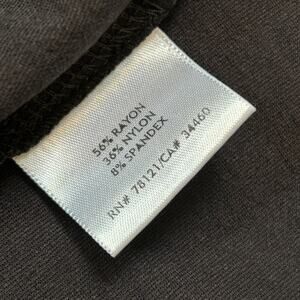 56% RAYON
36% NYLON
8% SPANDEX
RN# 78121/CA# 34460